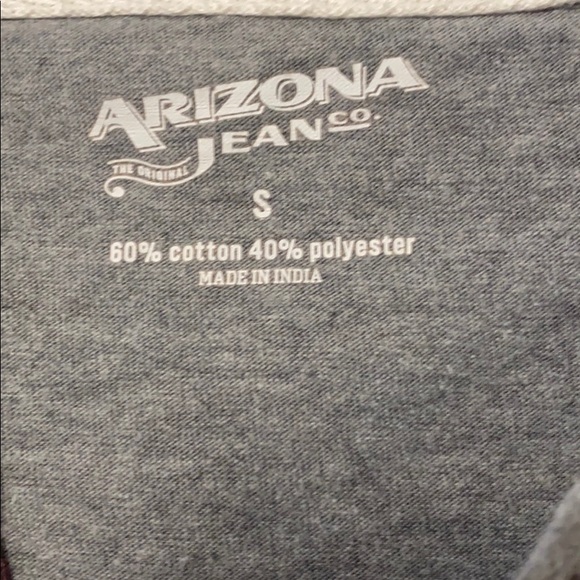 ARIZONA
JEAN CO.
THE ORIGINAL
S
60% cotton 40% polyester
MADE IN INDIA